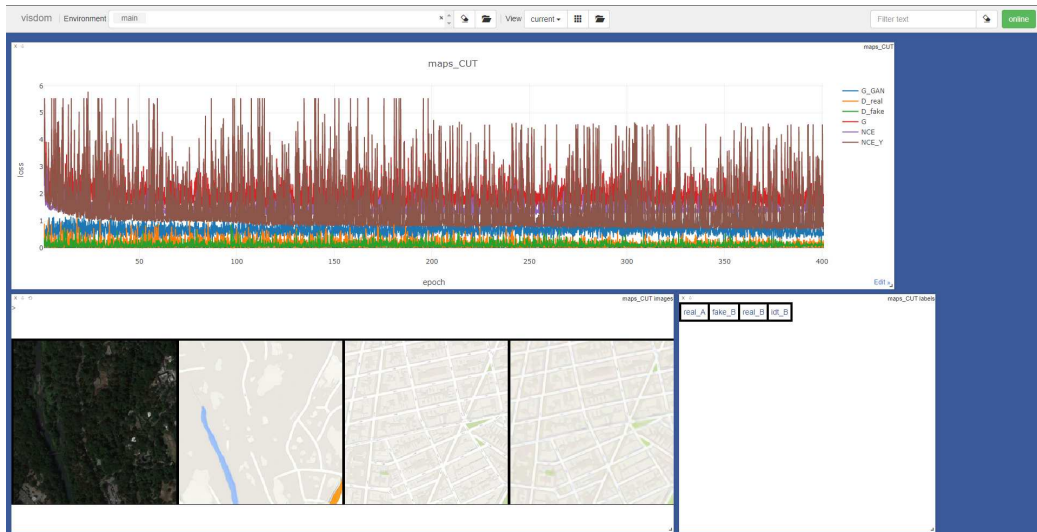 visdom Environment main × View current Filter text online
X C maps_CUT
maps_CUT
6
5
4
3
2
1
0
loss
50 100 150 200 250 300 350 400
epoch
G_GAN
D_real
D_fake
G
NCE
NCE_Y
Edit »
X C maps_CUT images
>
X C maps_CUT labels
real_A fake_B real_B idt_B